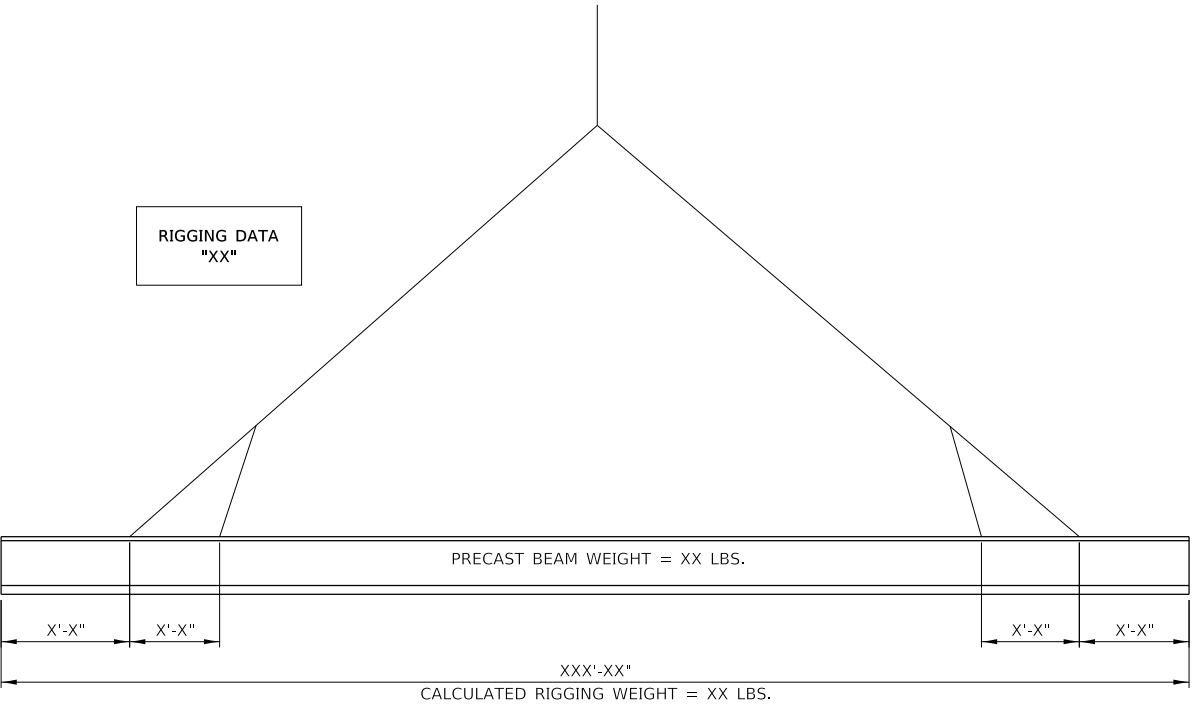 RIGGING DATA
"XX"
PRECAST BEAM WEIGHT = XX LBS.
X'-X"
X'-X"
X'-X"
X'-X"
XXX'-XX"
CALCULATED RIGGING WEIGHT = XX LBS.